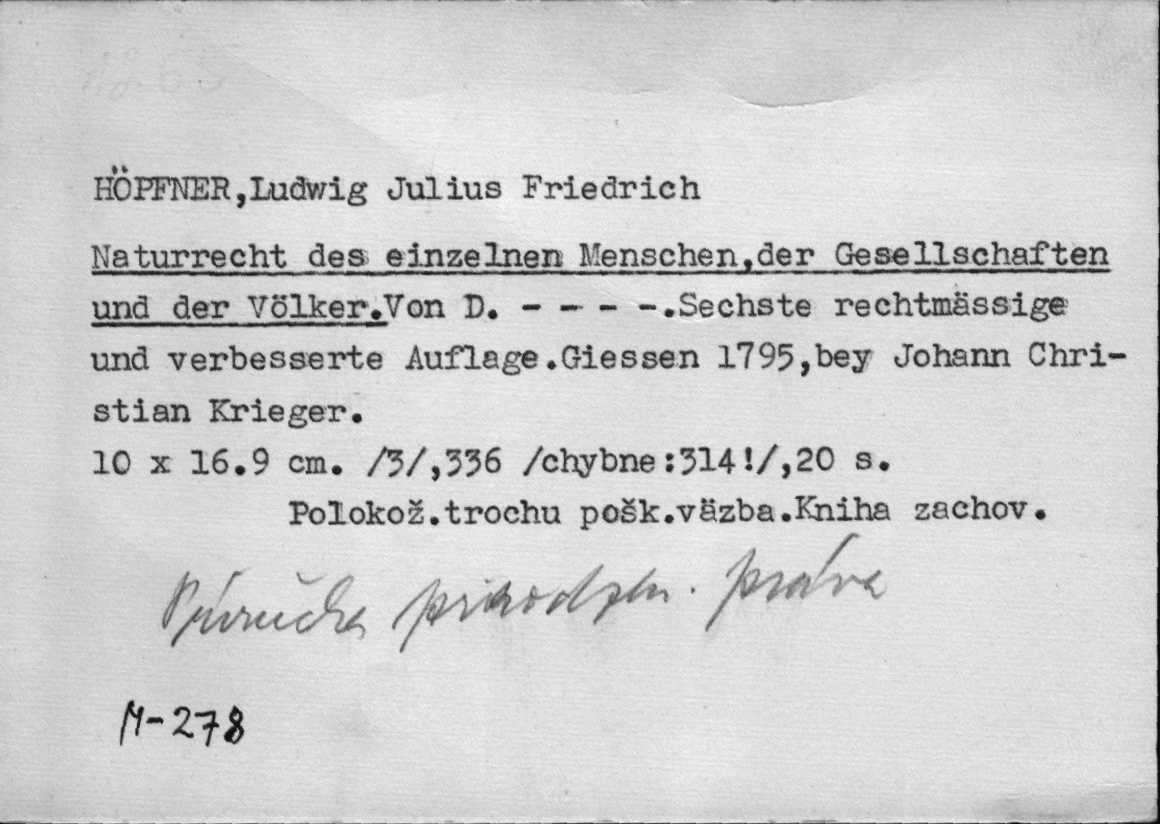 HÖPFNER,Ludwig Julius Friedrich
Naturrecht des einzelnen Menschen,der Gesellschaften
und der Völker.Von D. - - - -.Sechste rechtmässige
und verbesserte Auflage.Giessen 1795,bey Johann Chri-
stian Krieger.
10 x 16.9 cm. /3/,336 /chybne:314!/,20 s.
Polokož.trochu pošk.väzba.Kniha zachov.
Príručka prirodzen. práva
M-278